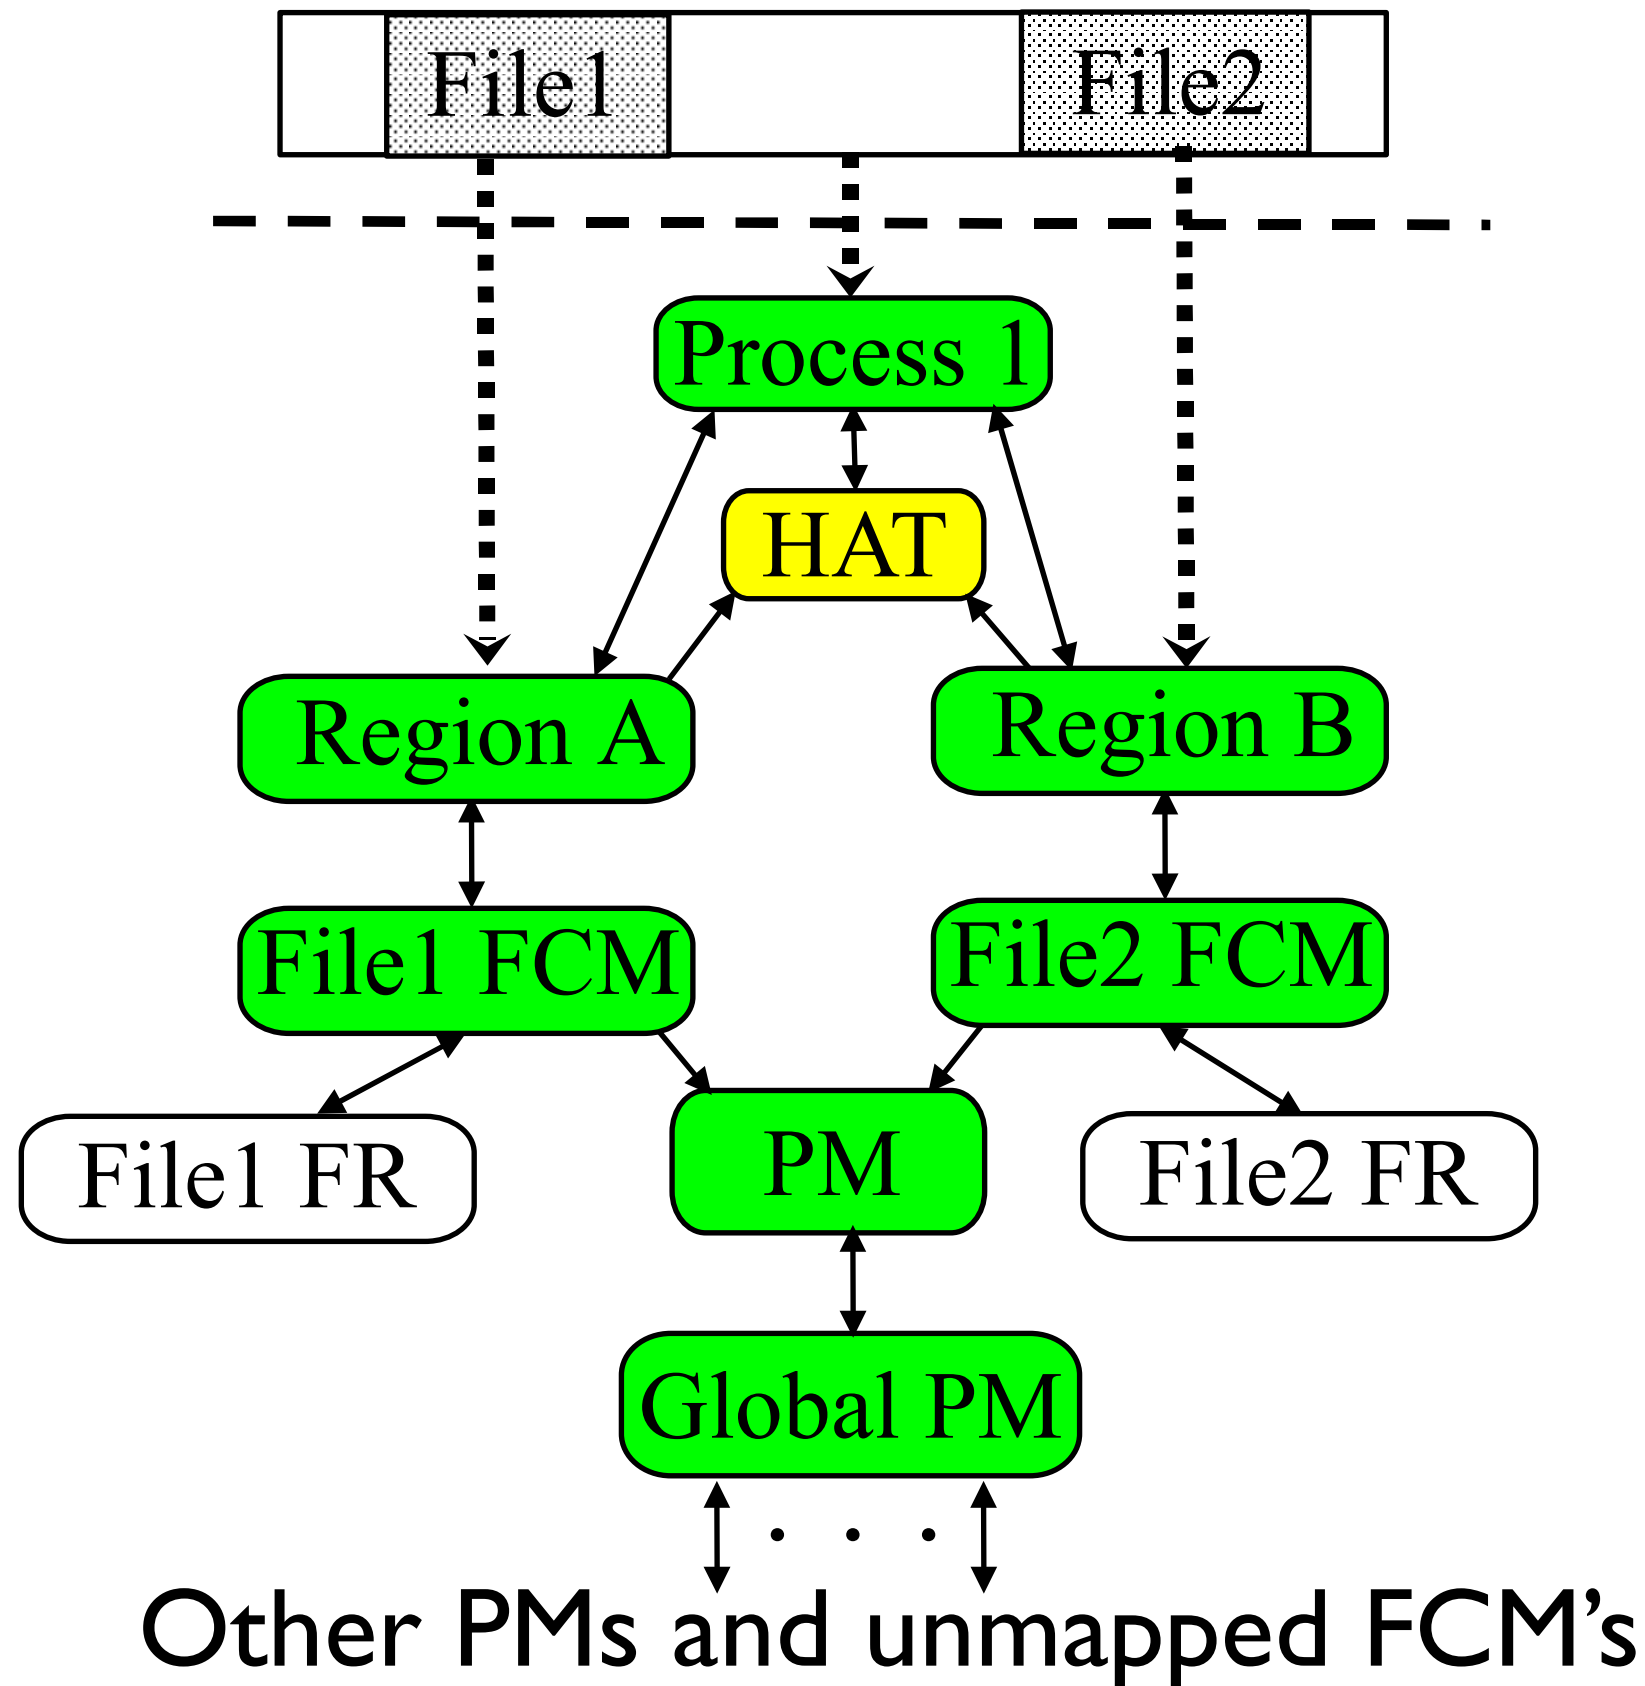 File1
File2
Process 1
HAT
Region A
Region B
File1 FCM
File2 FCM
File1 FR
PM
File2 FR
Global PM
. . .
Other PMs and unmapped FCM’s